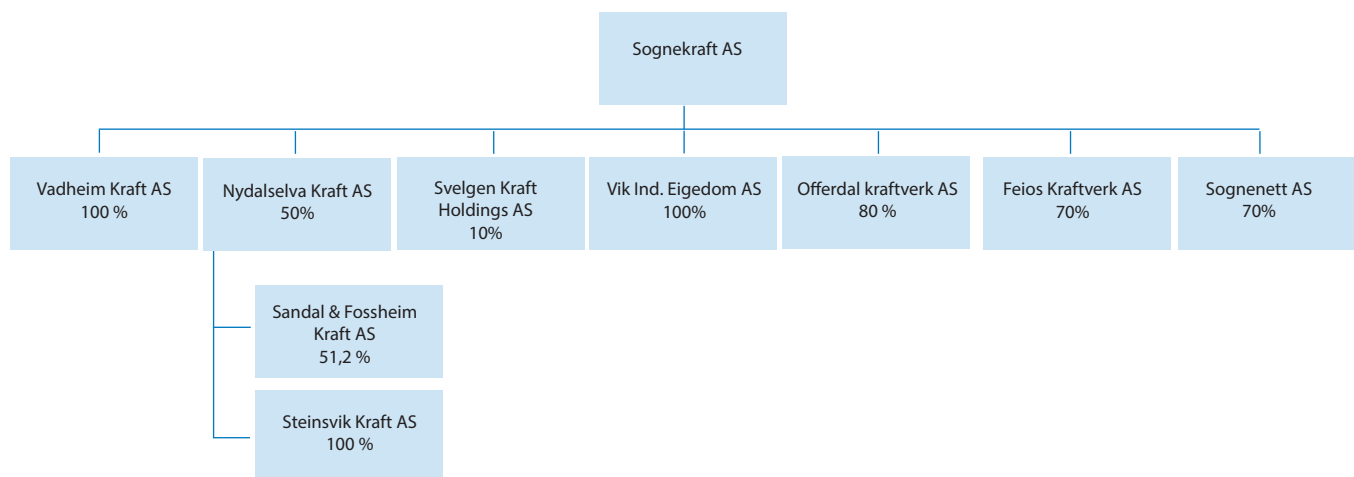 Sognekraft AS
Vadheim Kraft AS
100 %
Nydalselva Kraft AS
50%
Svelgen Kraft
Holdings AS
10%
Vik Ind. Eigedom AS
100%
Offerdal kraftverk AS
80 %
Feios Kraftverk AS
70%
Sognenett AS
70%
Sandal & Fossheim
Kraft AS
51,2 %
Steinsvik Kraft AS
100 %